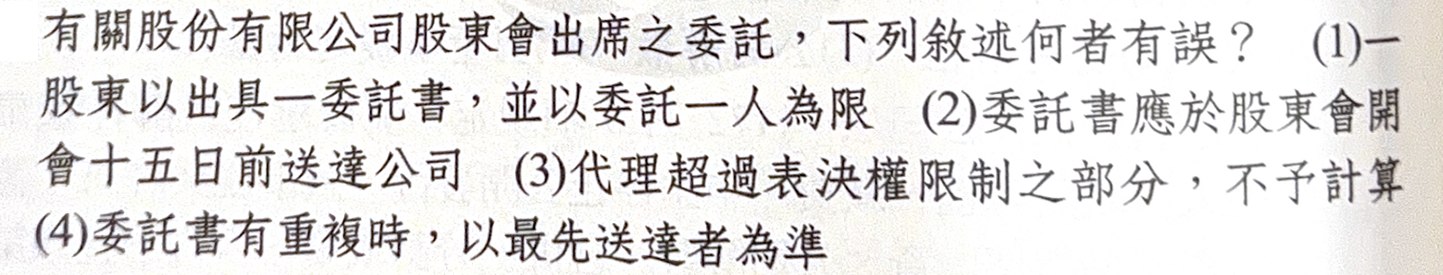 有關股份有限公司股東會出席之委託，下列敘述何者有誤？ (1)一
股東以出具一委託書，並以委託一人為限 (2)委託書應於股東會開
會十五日前送達公司 (3)代理超過表決權限制之部分，不予計算
(4)委託書有重複時，以最先送達者為準